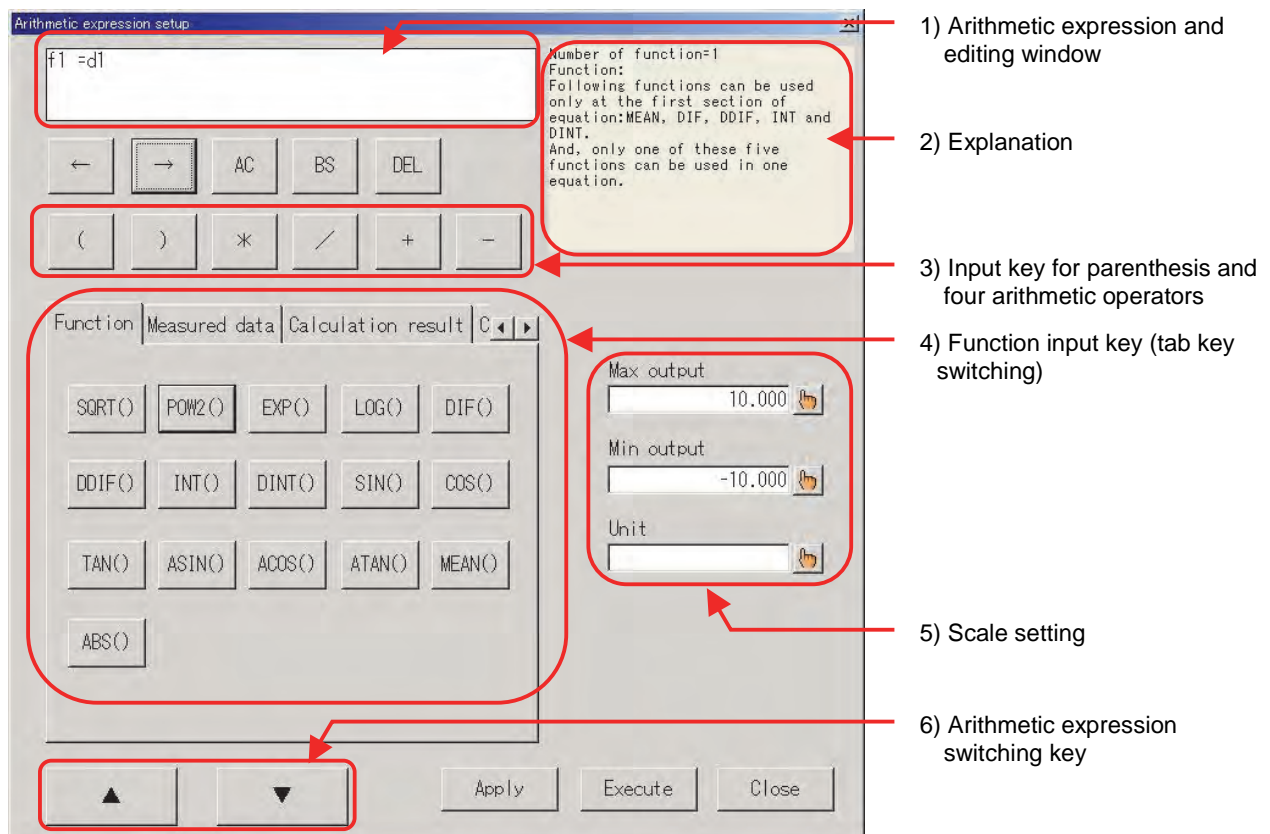 Arithmetic expression setup
f1 =d1
Number of function=1
Function:
Following functions can be used
only at the first section of
equation:MEAN, DIF, DDIF, INT and
DINT.
And, only one of these five
functions can be used in one
equation.
← → AC BS DEL
( ) * / + -
Function Measured data Calculation result C
SQRT() POW2() EXP() LOG() DIF()
DDIF() INT() DINT() SIN() COS()
TAN() ASIN() ACOS() ATAN() MEAN()
ABS()
Max output
10.000
Min output
-10.000
Unit
▲ ▼ Apply Execute Close
1) Arithmetic expression and
editing window
2) Explanation
3) Input key for parenthesis and
four arithmetic operators
4) Function input key (tab key
switching)
5) Scale setting
6) Arithmetic expression
switching key